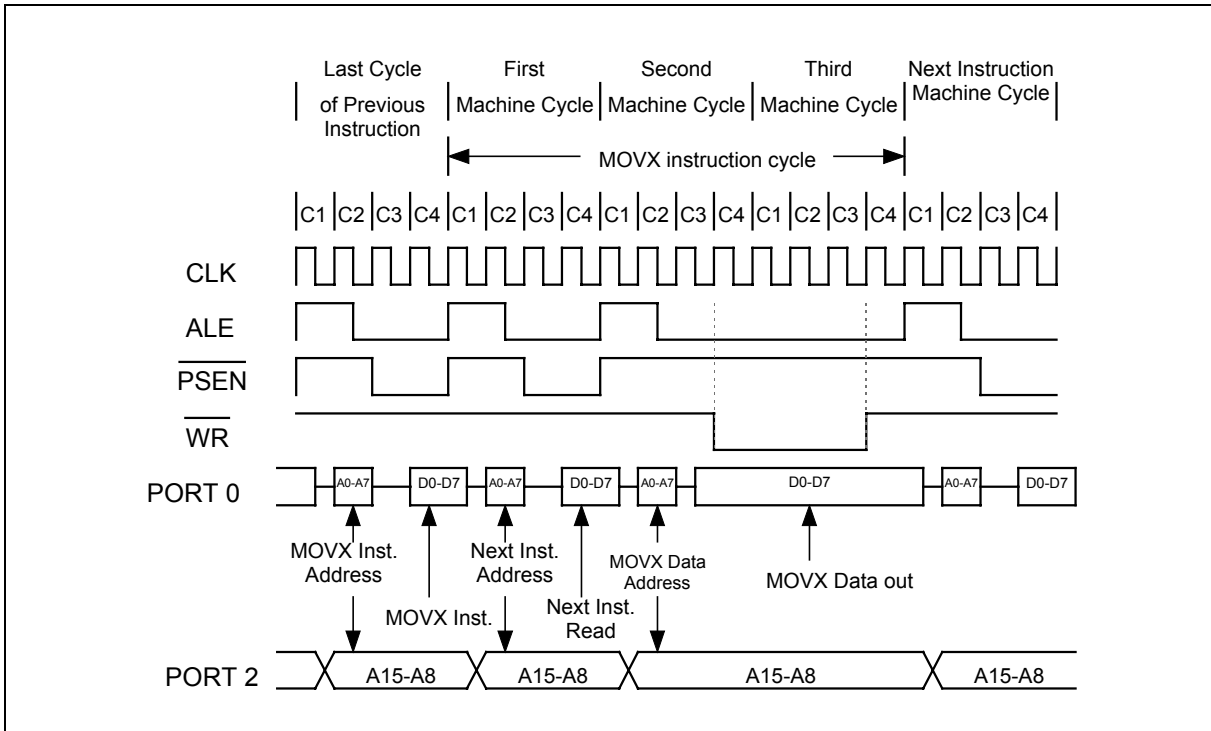 Last Cycle
of Previous
Instruction
First
Machine Cycle
Second
Machine Cycle
Third
Machine Cycle
Next Instruction
Machine Cycle
MOVX instruction cycle
C1 C2 C3 C4 C1 C2 C3 C4 C1 C2 C3 C4 C1 C2 C3 C4 C1 C2 C3 C4
CLK
ALE
PSEN
WR
PORT 0
A0-A7 D0-D7 A0-A7 D0-D7 A0-A7 D0-D7 A0-A7 D0-D7
MOVX Inst.
Address
MOVX Inst.
Next Inst.
Address
Next Inst.
Read
MOVX Data
Address
MOVX Data out
PORT 2
A15-A8 A15-A8 A15-A8 A15-A8